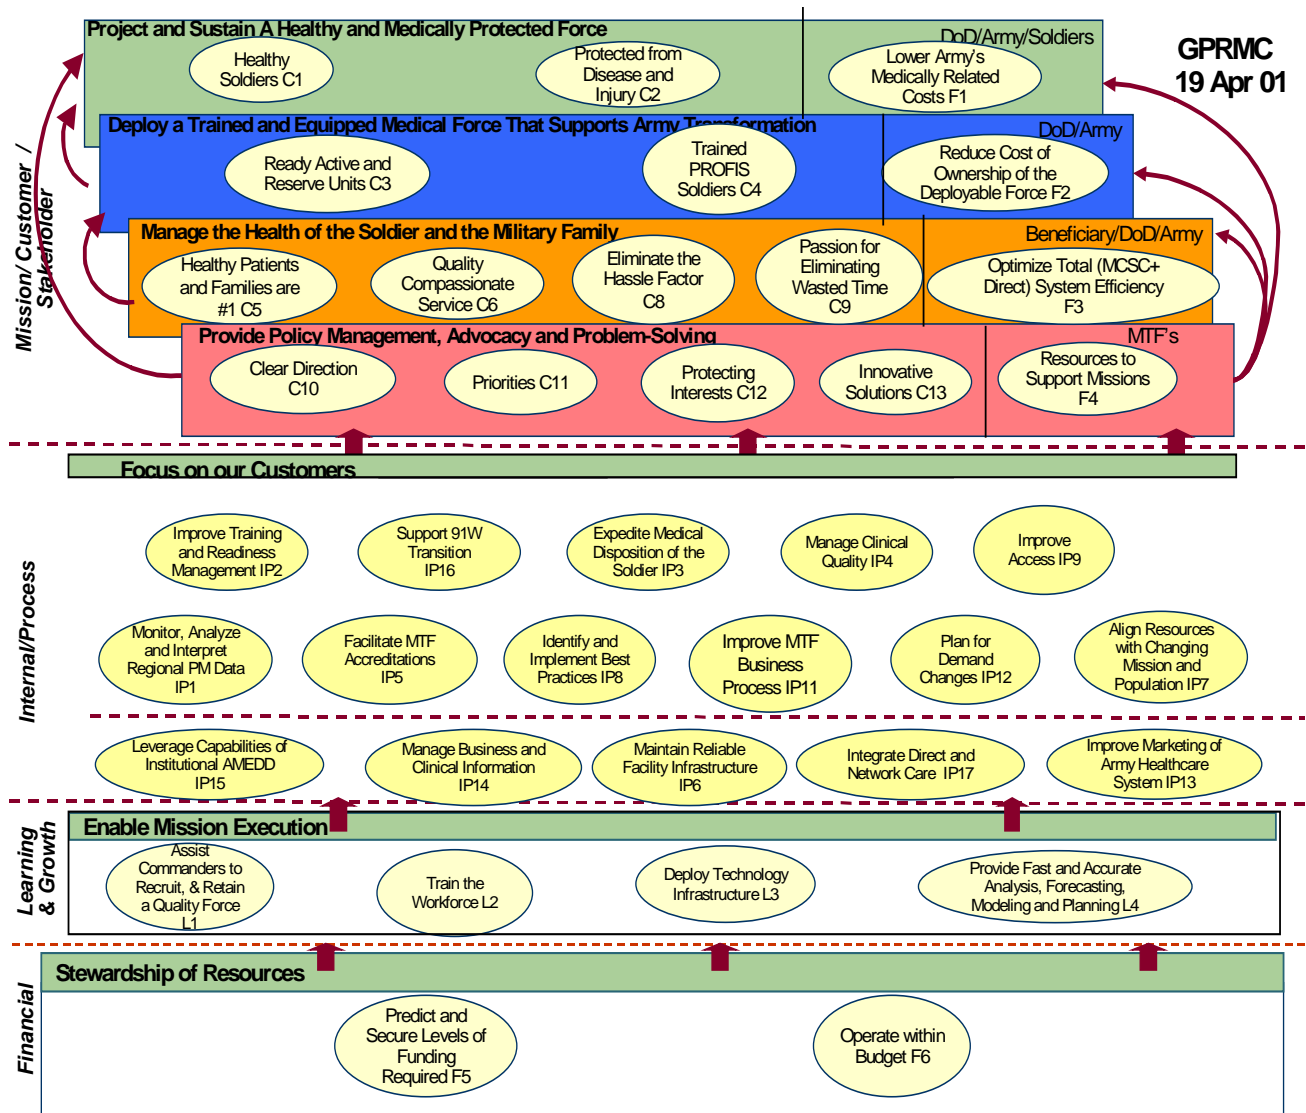 Project and Sustain A Healthy and Medically Protected Force
DoD/Army/Soldiers
GPRMC
19 Apr 01
Healthy
Soldiers C1
Protected from
Disease and
Injury C2
Lower Army's
Medically Related
Costs F1
Deploy a Trained and Equipped Medical Force That Supports Army Transformation
DoD/Army
Ready Active and
Reserve Units C3
Trained
PROFIS
Soldiers C4
Reduce Cost of
Ownership of the
Deployable Force F2
Mission/ Customer /
Stakeholder
Manage the Health of the Soldier and the Military Family
Beneficiary/DoD/Army
Healthy Patients
and Families are
#1 C5
Quality
Compassionate
Service C6
Eliminate the
Hassle Factor
C8
Passion for
Eliminating
Wasted Time
C9
Optimize Total (MCSC+
Direct) System Efficiency
F3
Provide Policy Management, Advocacy and Problem-Solving
MTF's
Clear Direction
C10
Priorities C11
Protecting
Interests C12
Innovative
Solutions C13
Resources to
Support Missions
F4
Focus on our Customers
Internal/Process
Improve Training
and Readiness
Management IP2
Support 91W
Transition
IP16
Expedite Medical
Disposition of the
Soldier IP3
Manage Clinical
Quality IP4
Improve
Access IP9
Monitor, Analyze
and Interpret
Regional PM Data
IP1
Facilitate MTF
Accreditations
IP5
Identify and
Implement Best
Practices IP8
Improve MTF
Business
Process IP11
Plan for
Demand
Changes IP12
Align Resources
with Changing
Mission and
Population IP7
Leverage Capabilities of
Institutional AMEDD
IP15
Manage Business and
Clinical Information
IP14
Maintain Reliable
Facility Infrastructure
IP6
Integrate Direct and
Network Care IP17
Improve Marketing of
Army Healthcare
System IP13
Learning
& Growth
Enable Mission Execution
Assist
Commanders to
Recruit, & Retain
a Quality Force
L1
Train the
Workforce L2
Deploy Technology
Infrastructure L3
Provide Fast and Accurate
Analysis, Forecasting,
Modeling and Planning L4
Financial
Stewardship of Resources
Predict and
Secure Levels of
Funding
Required F5
Operate within
Budget F6